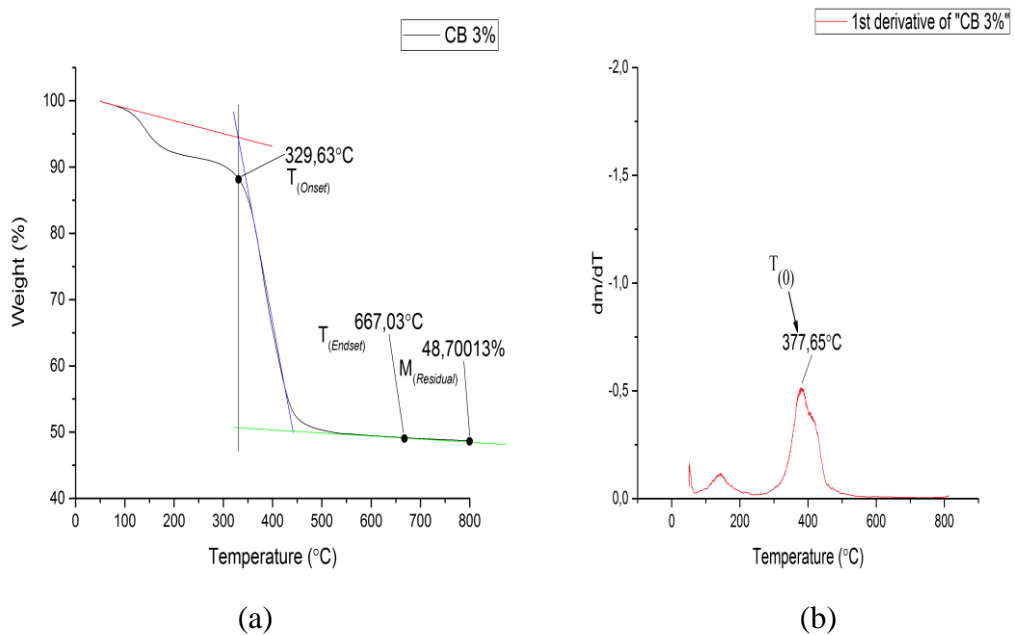 CB 3%
100
90
80
70
60
50
40
0 100 200 300 400 500 600 700 800
Weight (%)
Temperature (°C)
329,63°C
T(Onset)
667,03°C
T(Endset)
48,70013%
M(Residual)
(a)
1st derivative of "CB 3%"
-2,0
-1,5
-1,0
-0,5
0,0
0 200 400 600 800
dm/dT
Temperature (°C)
T(0)
377,65°C
(b)